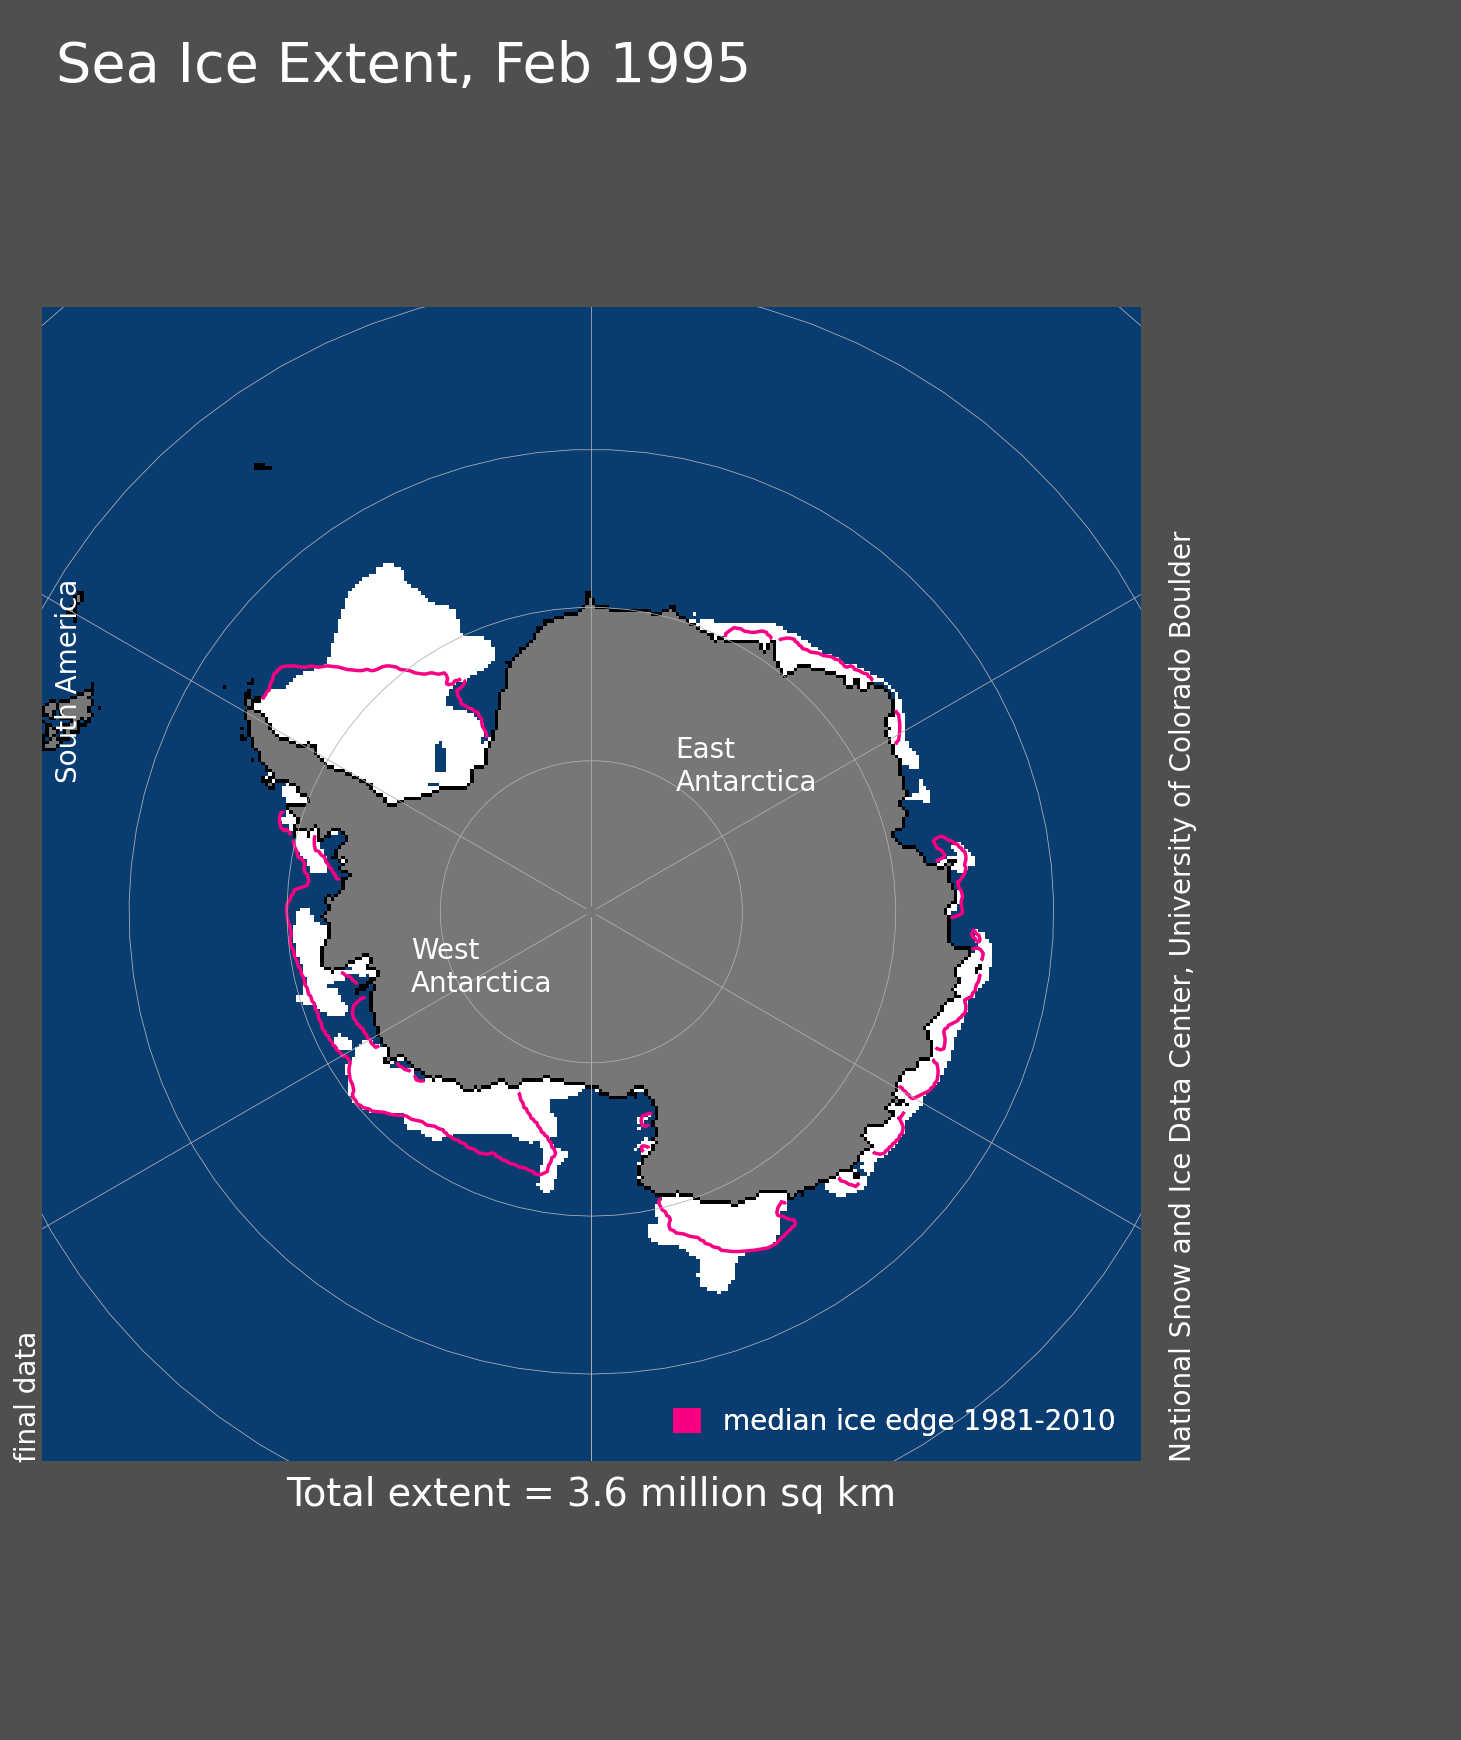 Sea Ice Extent, Feb 1995
South America
East
Antarctica
West
Antarctica
National Snow and Ice Data Center, University of Colorado Boulder
final data
median ice edge 1981-2010
Total extent = 3.6 million sq km